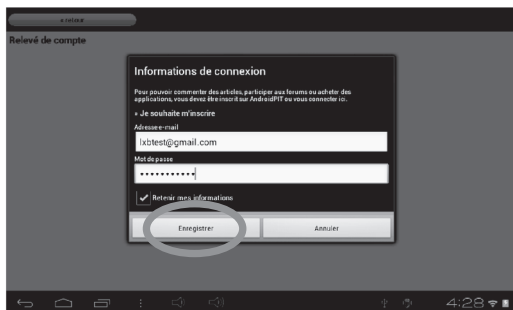 Relevé de compte
Informations de connexion
Pour pouvoir commenter des articles, participer aux forums ou acheter des
applications, vous devez être inscrit sur AndroidPIT ou vous connecter ici.
» Je souhaite m'inscrire
Adresse e-mail
lxbtest@gmail.com
Mot de passe
•••••••••••
Retenir mes informations
Enregistrer
Annuler
4:28